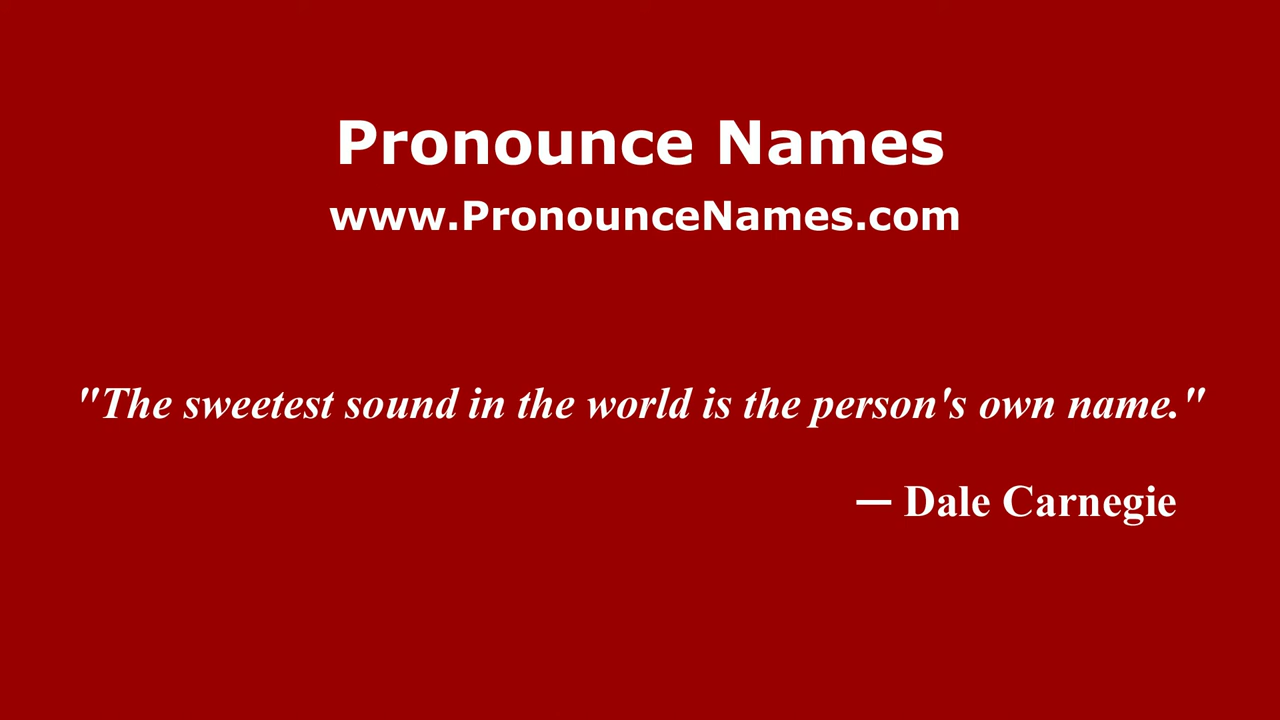 Pronounce Names
www.PronounceNames.com
"The sweetest sound in the world is the person's own name."
— Dale Carnegie